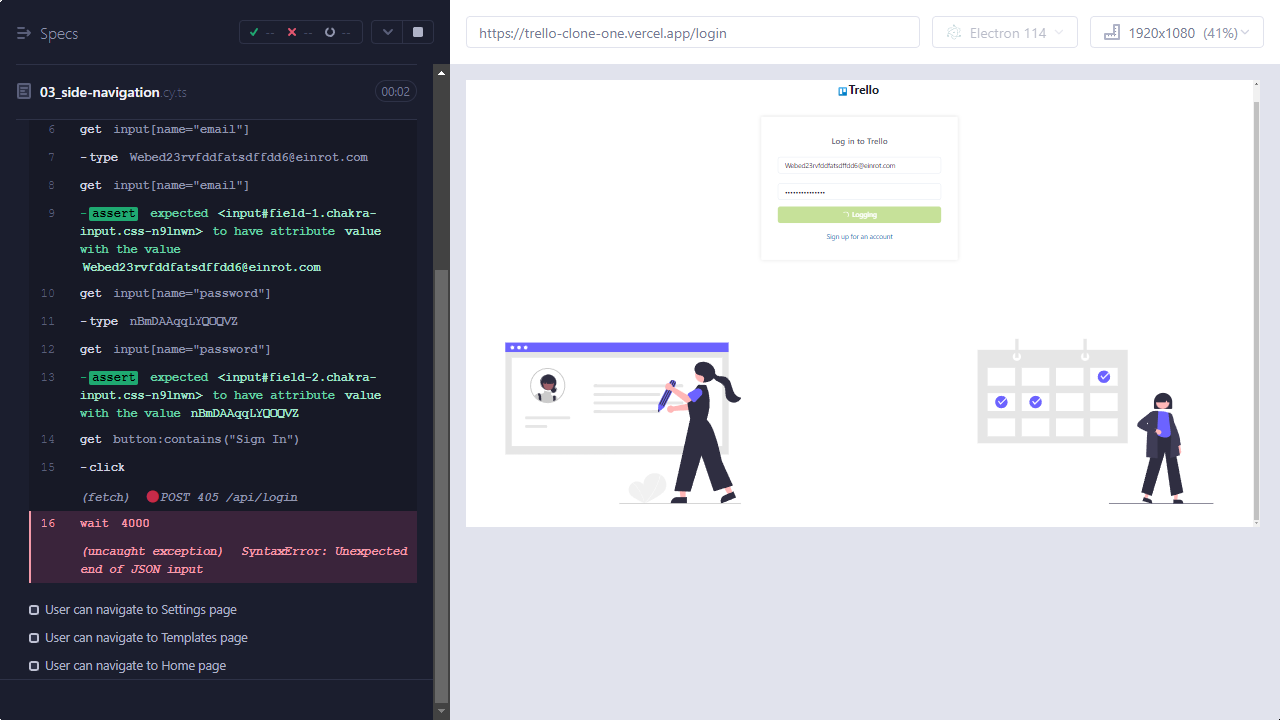 Specs
-- -- --
https://trello-clone-one.vercel.app/login
Electron 114
1920x1080 (41%)
03_side-navigation.cy.ts
00:02
6 get input[name="email"]
7 -type Webed23rvfddfatsdffdd6@einrot.com
8 get input[name="email"]
9 -assert expected <input#field-1.chakra-
input.css-n9lnwn> to have attribute value
with the value
Webed23rvfddfatsdffdd6@einrot.com
10 get input[name="password"]
11 -type nBmDAAqqLYQOQVZ
12 get input[name="password"]
13 -assert expected <input#field-2.chakra-
input.css-n9lnwn> to have attribute value
with the value nBmDAAqqLYQOQVZ
14 get button:contains("Sign In")
15 -click
(fetch) POST 405 /api/login
16 wait 4000
(uncaught exception) SyntaxError: Unexpected
end of JSON input
User can navigate to Settings page
User can navigate to Templates page
User can navigate to Home page
Trello
Log in to Trello
Webed23rvfddfatsdffdd6@einrot.com
•••••••••••••••
Logging
Sign up for an account